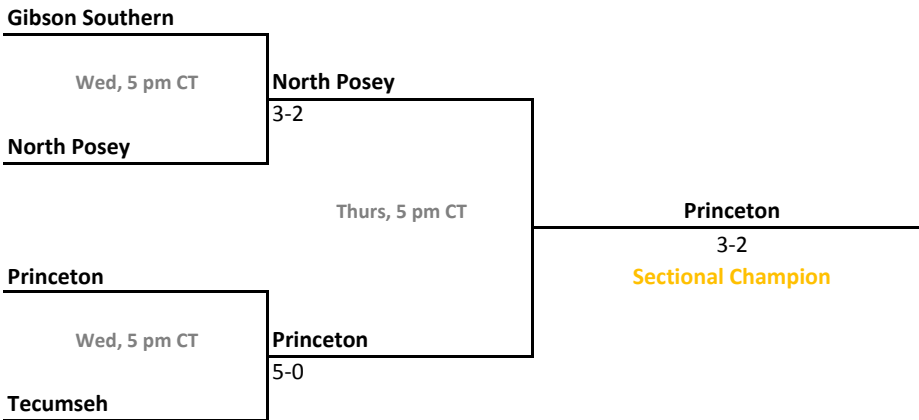 Gibson Southern
Wed, 5 pm CT
North Posey
3-2
North Posey
Thurs, 5 pm CT
Princeton
3-2
Sectional Champion
Princeton
Wed, 5 pm CT
Princeton
5-0
Tecumseh